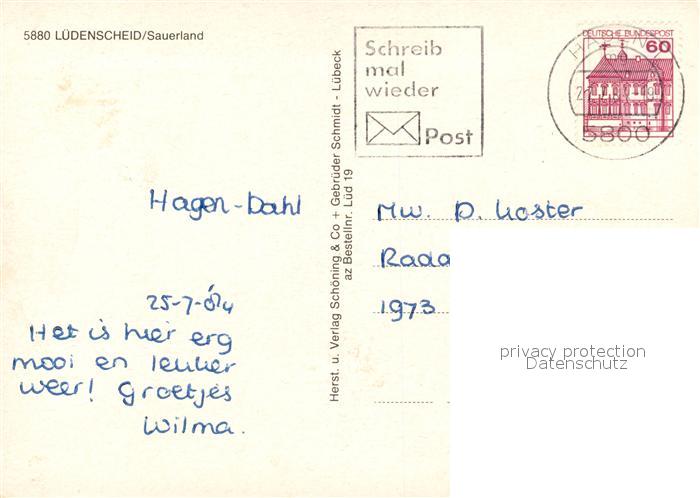 5880 LÜDENSCHEID/Sauerland
Schreib
mal
wieder
Post
DEUTSCHE BUNDESPOST
60
HAGEN
5800
Herst. u. Verlag Schöning & Co + Gebrüder Schmidt - Lübeck
az Bestellnr. Lüd 19
Hagen-Dahl
25-7-84
Het is hier erg
mooi en lekker
weer! Groetjes
Wilma.
Mw. D. Koster
Rada
1973
privacy protection
Datenschutz